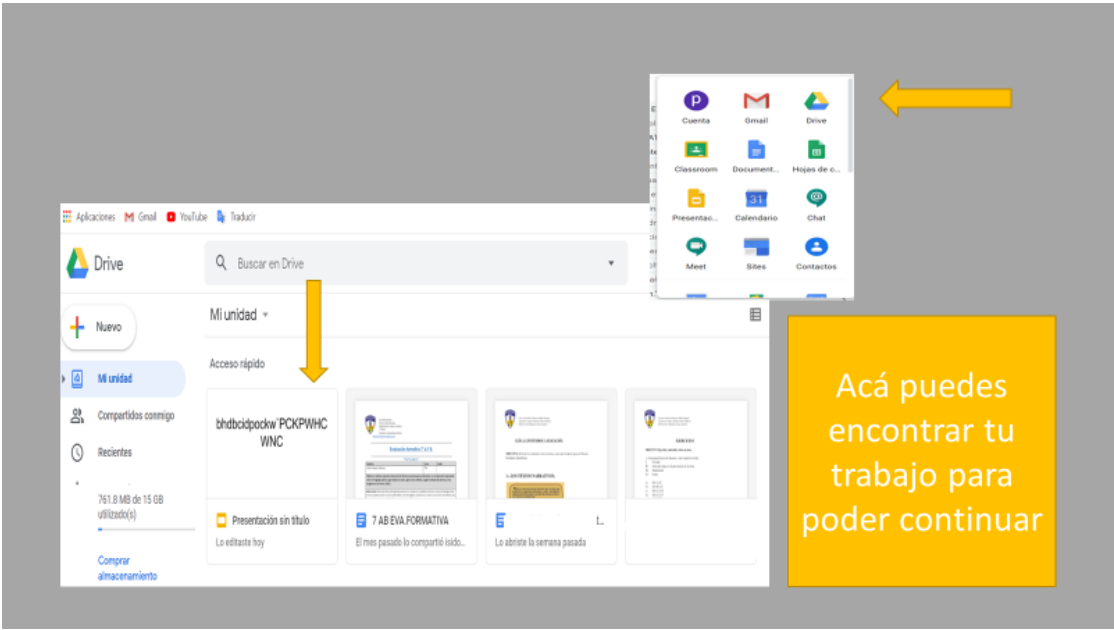 Cuenta
Gmail
Drive
Classroom
Document...
Hojas de c...
Presentac...
Calendario
31
Chat
Meet
Sites
Contactos
Aplicaciones
Gmail
YouTube
Traducir
Drive
Buscar en Drive
Nuevo
Mi unidad
Compartidos conmigo
Recientes
761.8 MB de 15 GB
utilizado(s)
Comprar
almacenamiento
Mi unidad
Acceso rápido
bhdbcidpockw`PCKPWHC
WNC
Presentación sin título
Lo editaste hoy
7 AB EVA.FORMATIVA
El mes pasado lo compartió isido...
Lo abriste la semana pasada
Acá puedes
encontrar tu
trabajo para
poder continuar